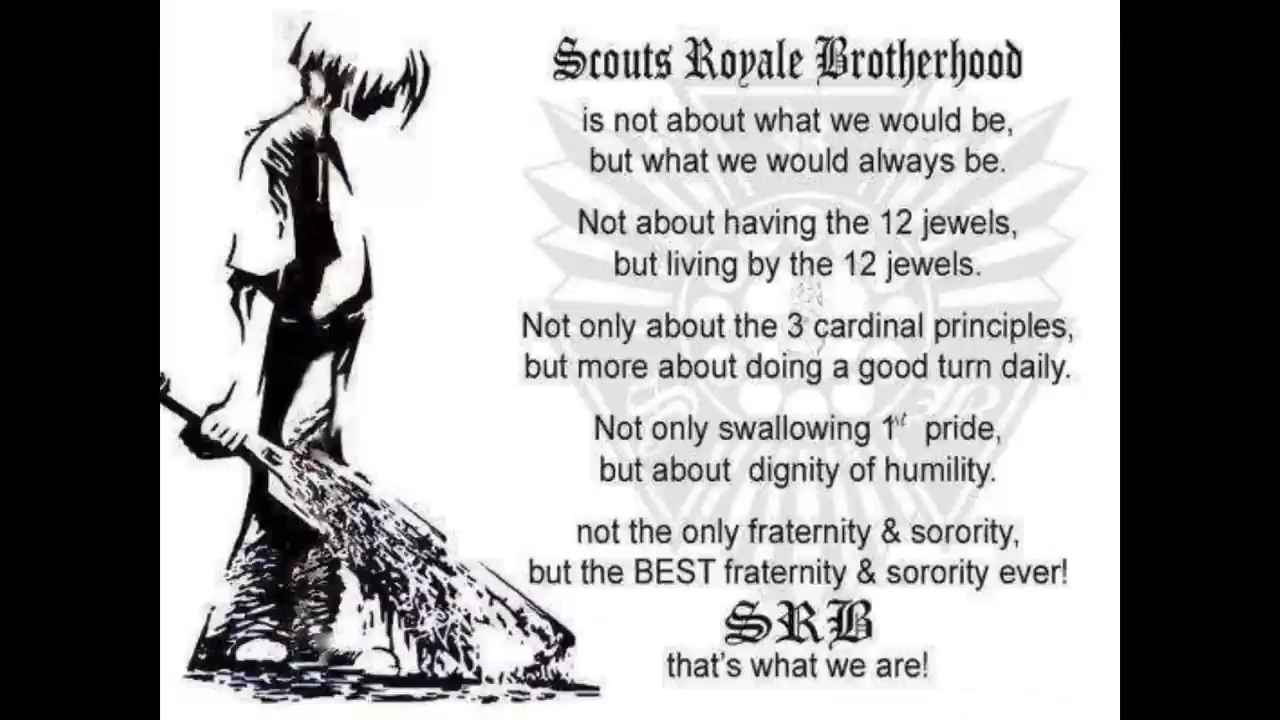 Scouts Royale Brotherhood
is not about what we would be,
but what we would always be.
Not about having the 12 jewels,
but living by the 12 jewels.
Not only about the 3 cardinal principles,
but more about doing a good turn daily.
Not only swallowing 1st pride,
but about dignity of humility.
not the only fraternity & sorority,
but the BEST fraternity & sorority ever!
SRB
that's what we are!